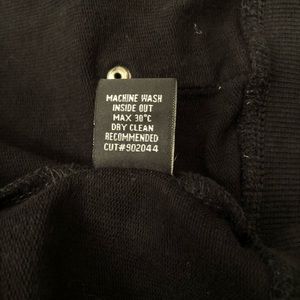 MACHINE WASH
INSIDE OUT
MAX 30°C
DRY CLEAN
RECOMMENDED
CUT#902044